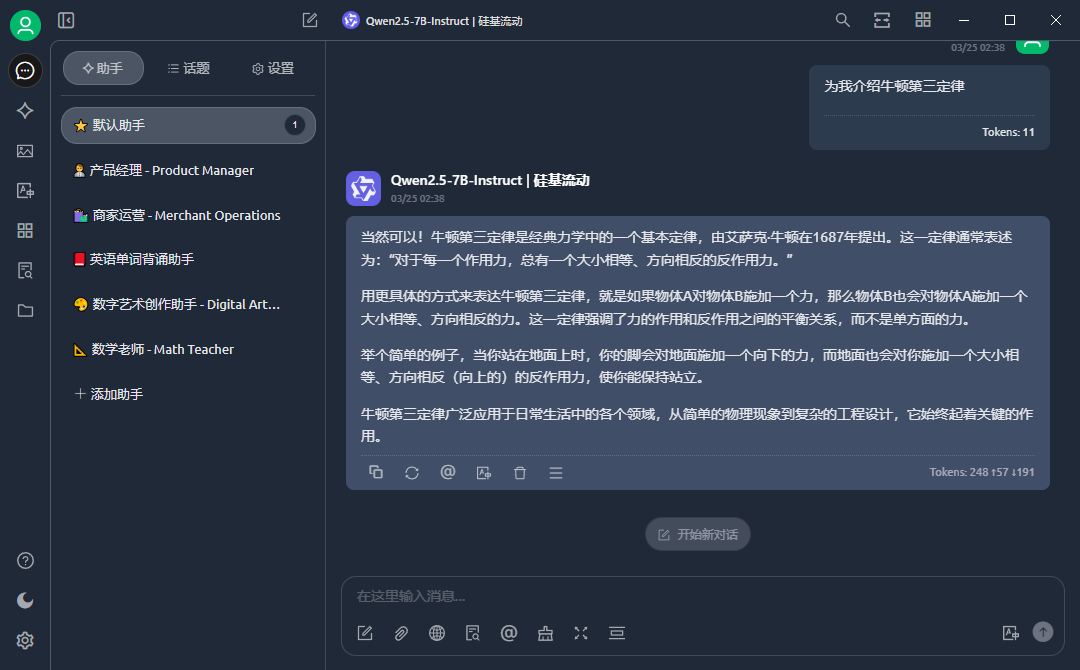 Qwen2.5-7B-Instruct | 硅基流动
助手
话题
设置
默认助手
1
产品经理 - Product Manager
商家运营 - Merchant Operations
英语单词背诵助手
数字艺术创作助手 - Digital Art...
数学老师 - Math Teacher
添加助手
03/25 02:38
为我介绍牛顿第三定律
Tokens: 11
Qwen2.5-7B-Instruct | 硅基流动
03/25 02:38
当然可以！牛顿第三定律是经典力学中的一个基本定律，由艾萨克·牛顿在1687年提出。这一定律通常表述
为：“对于每一个作用力，总有一个大小相等、方向相反的反作用力。”
用更具体的方式来表达牛顿第三定律，就是如果物体A对物体B施加一个力，那么物体B也会对物体A施加一个
大小相等、方向相反的力。这一定律强调了力的作用和反作用之间的平衡关系，而不是单方面的力。
举个简单的例子，当你站在地面上时，你的脚会对地面施加一个向下的力，而地面也会对你施加一个大小相
等、方向相反（向上的）的反作用力，使你能保持站立。
牛顿第三定律广泛应用于日常生活中的各个领域，从简单的物理现象到复杂的工程设计，它始终起着关键的作
用。
Tokens: 248 ↑57 ↓191
开始新对话
在这里输入消息...